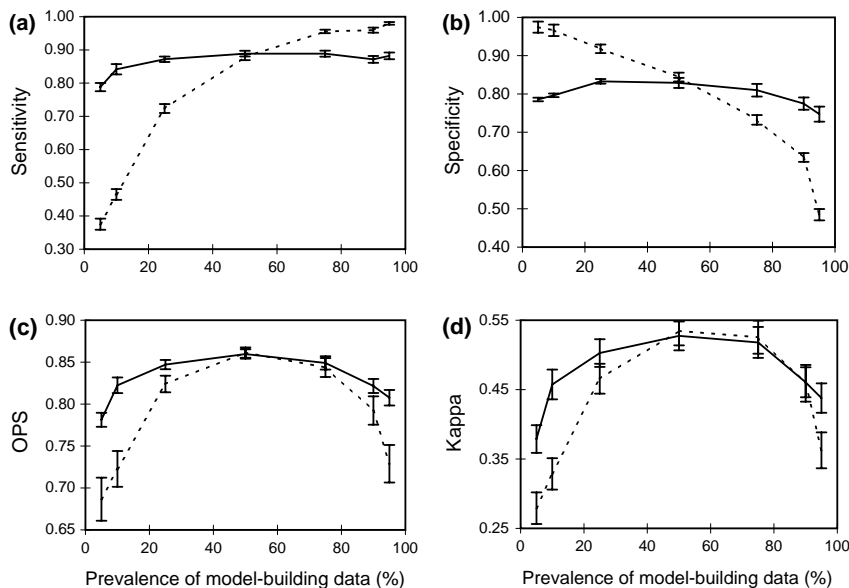 (a)
Sensitivity
1.00
0.90
0.80
0.70
0.60
0.50
0.40
0.30
0 20 40 60 80 100
(b)
Specificity
1.00
0.90
0.80
0.70
0.60
0.50
0.40
0 20 40 60 80 100
(c)
OPS
0.90
0.85
0.80
0.75
0.70
0.65
0 20 40 60 80 100
Prevalence of model-building data (%)
(d)
Kappa
0.55
0.45
0.35
0.25
0 20 40 60 80 100
Prevalence of model-building data (%)